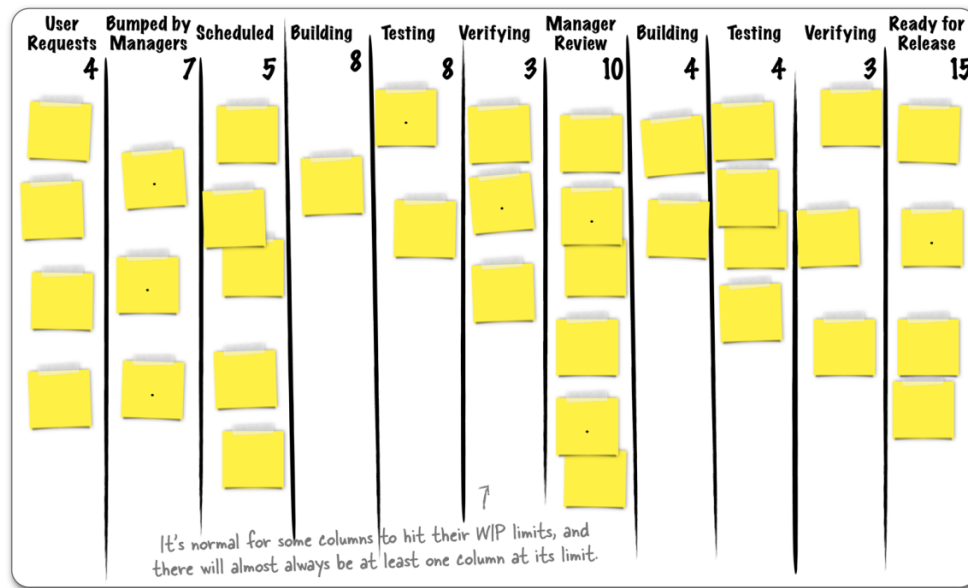 User Requests
4
Bumped by Managers
7
Scheduled
5
Building
8
Testing
8
Verifying
3
Manager Review
10
Building
4
Testing
4
Verifying
3
Ready for Release
15
It's normal for some columns to hit their WIP limits, and
there will almost always be at least one column at its limit.